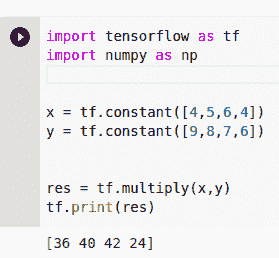 import tensorflow as tf
import numpy as np
x = tf.constant([4,5,6,4])
y = tf.constant([9,8,7,6])
res = tf.multiply(x,y)
tf.print(res)
[36 40 42 24]